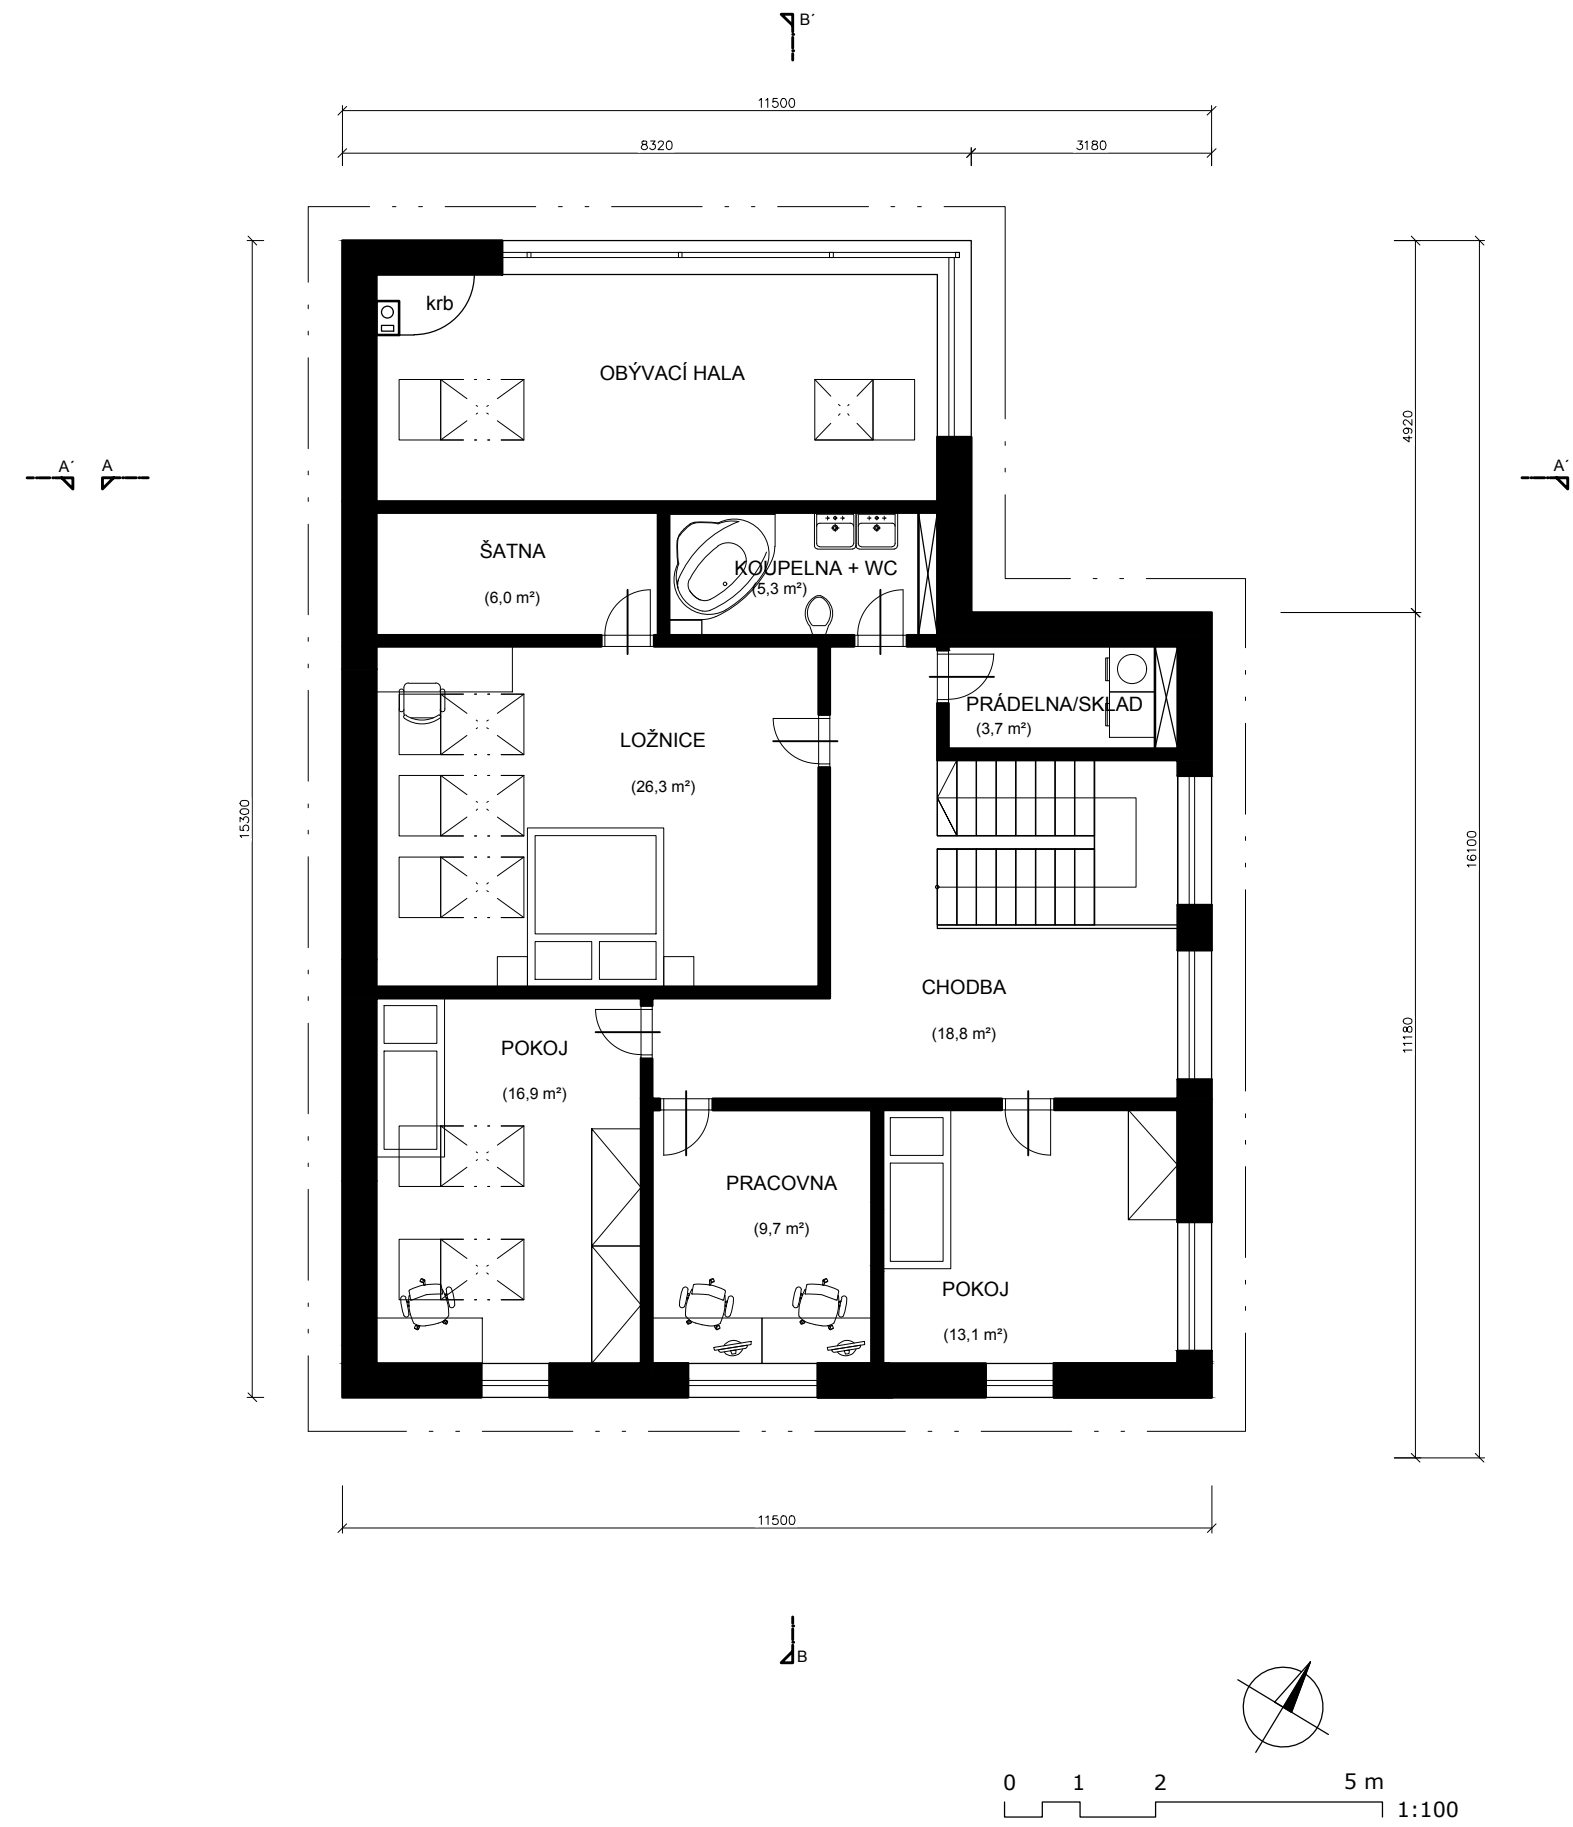 B´
11500
8320
3180
krb
OBÝVACÍ HALA
4920
A´
A
A´
ŠATNA
(6,0 m²)
KOUPELNA + WC
(5,3 m²)
PRÁDELNA/SKLAD
(3,7 m²)
LOŽNICE
(26,3 m²)
15300
16100
CHODBA
(18,8 m²)
11180
POKOJ
(16,9 m²)
PRACOVNA
(9,7 m²)
POKOJ
(13,1 m²)
11500
B
0 1 2 5 m
1:100